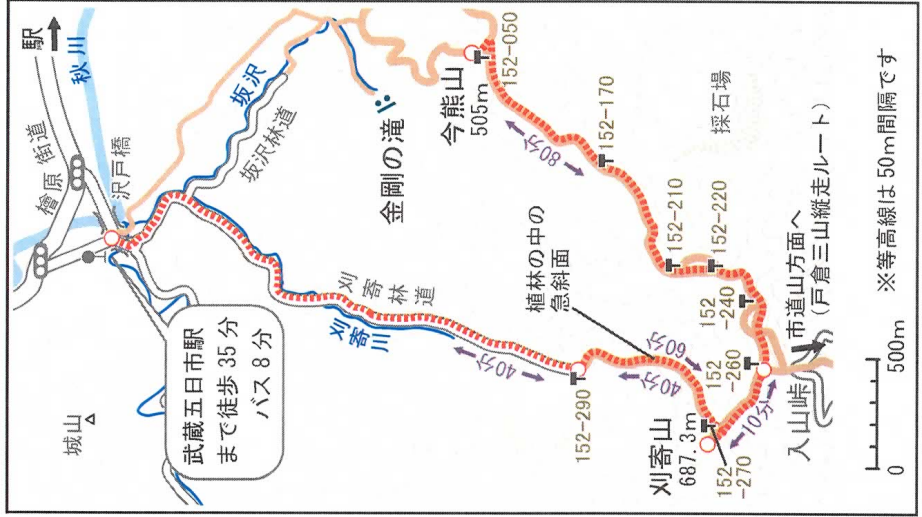 駅
秋川
檜原街道
沢戸橋
坂沢
坂沢林道
金剛の滝
今熊山
505m
152-050
80分
152-170
採石場
152-210
152-220
植林の中の
急斜面
刈寄林道
刈寄川
40分
152-290
60分
40分
152
-240
152
-260
刈寄山
687.3m
152
-270
10分
入山峠
市道山方面へ
(戸倉三山縦走ルート)
城山
武蔵五日市駅
まで徒歩 35 分
バス 8 分
0
500m
※等高線は 50m間隔です